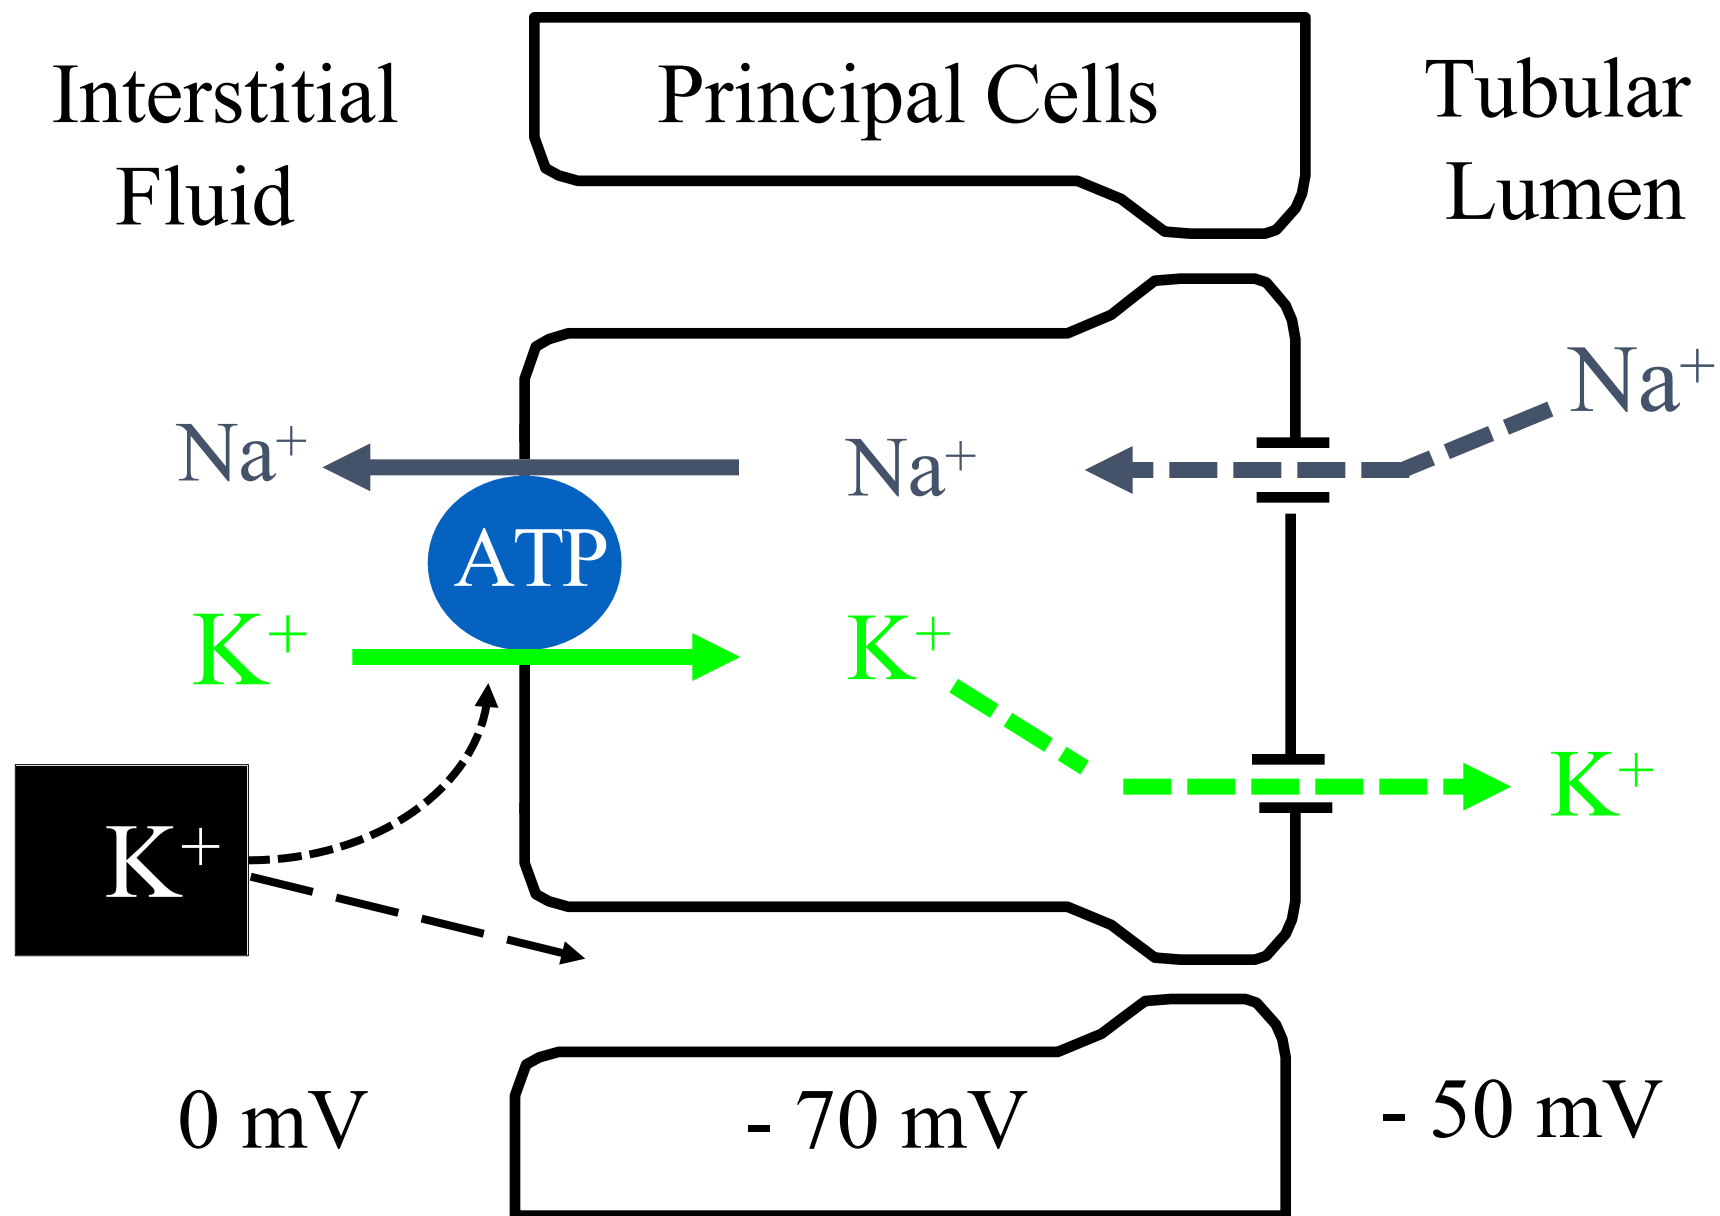 Interstitial
Fluid
Principal Cells
Tubular
Lumen
Na⁺
Na⁺
Na⁺
ATP
K⁺
K⁺
K⁺
K⁺
0 mV
- 70 mV
- 50 mV